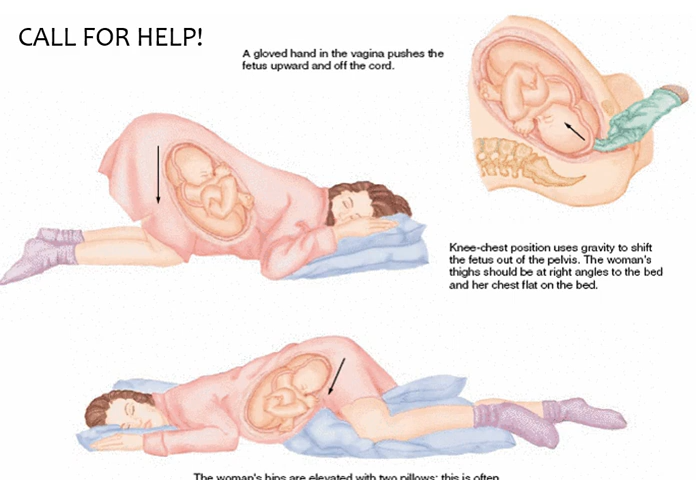 CALL FOR HELP!
A gloved hand in the vagina pushes the
fetus upward and off the cord.
Knee-chest position uses gravity to shift
the fetus out of the pelvis. The woman's
thighs should be at right angles to the bed
and her chest flat on the bed.
The woman's hips are elevated with two pillows; this is often